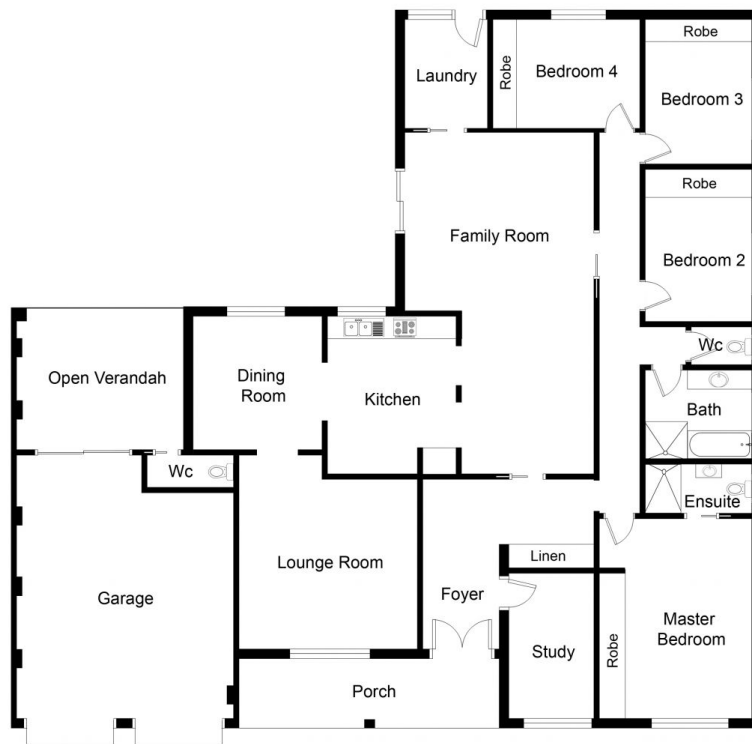 Robe
Laundry
Robe
Bedroom 4
Bedroom 3
Robe
Family Room
Bedroom 2
Wc
Open Verandah
Dining
Room
Kitchen
Bath
Wc
Ensuite
Lounge Room
Linen
Garage
Foyer
Study
Robe
Master
Bedroom
Porch